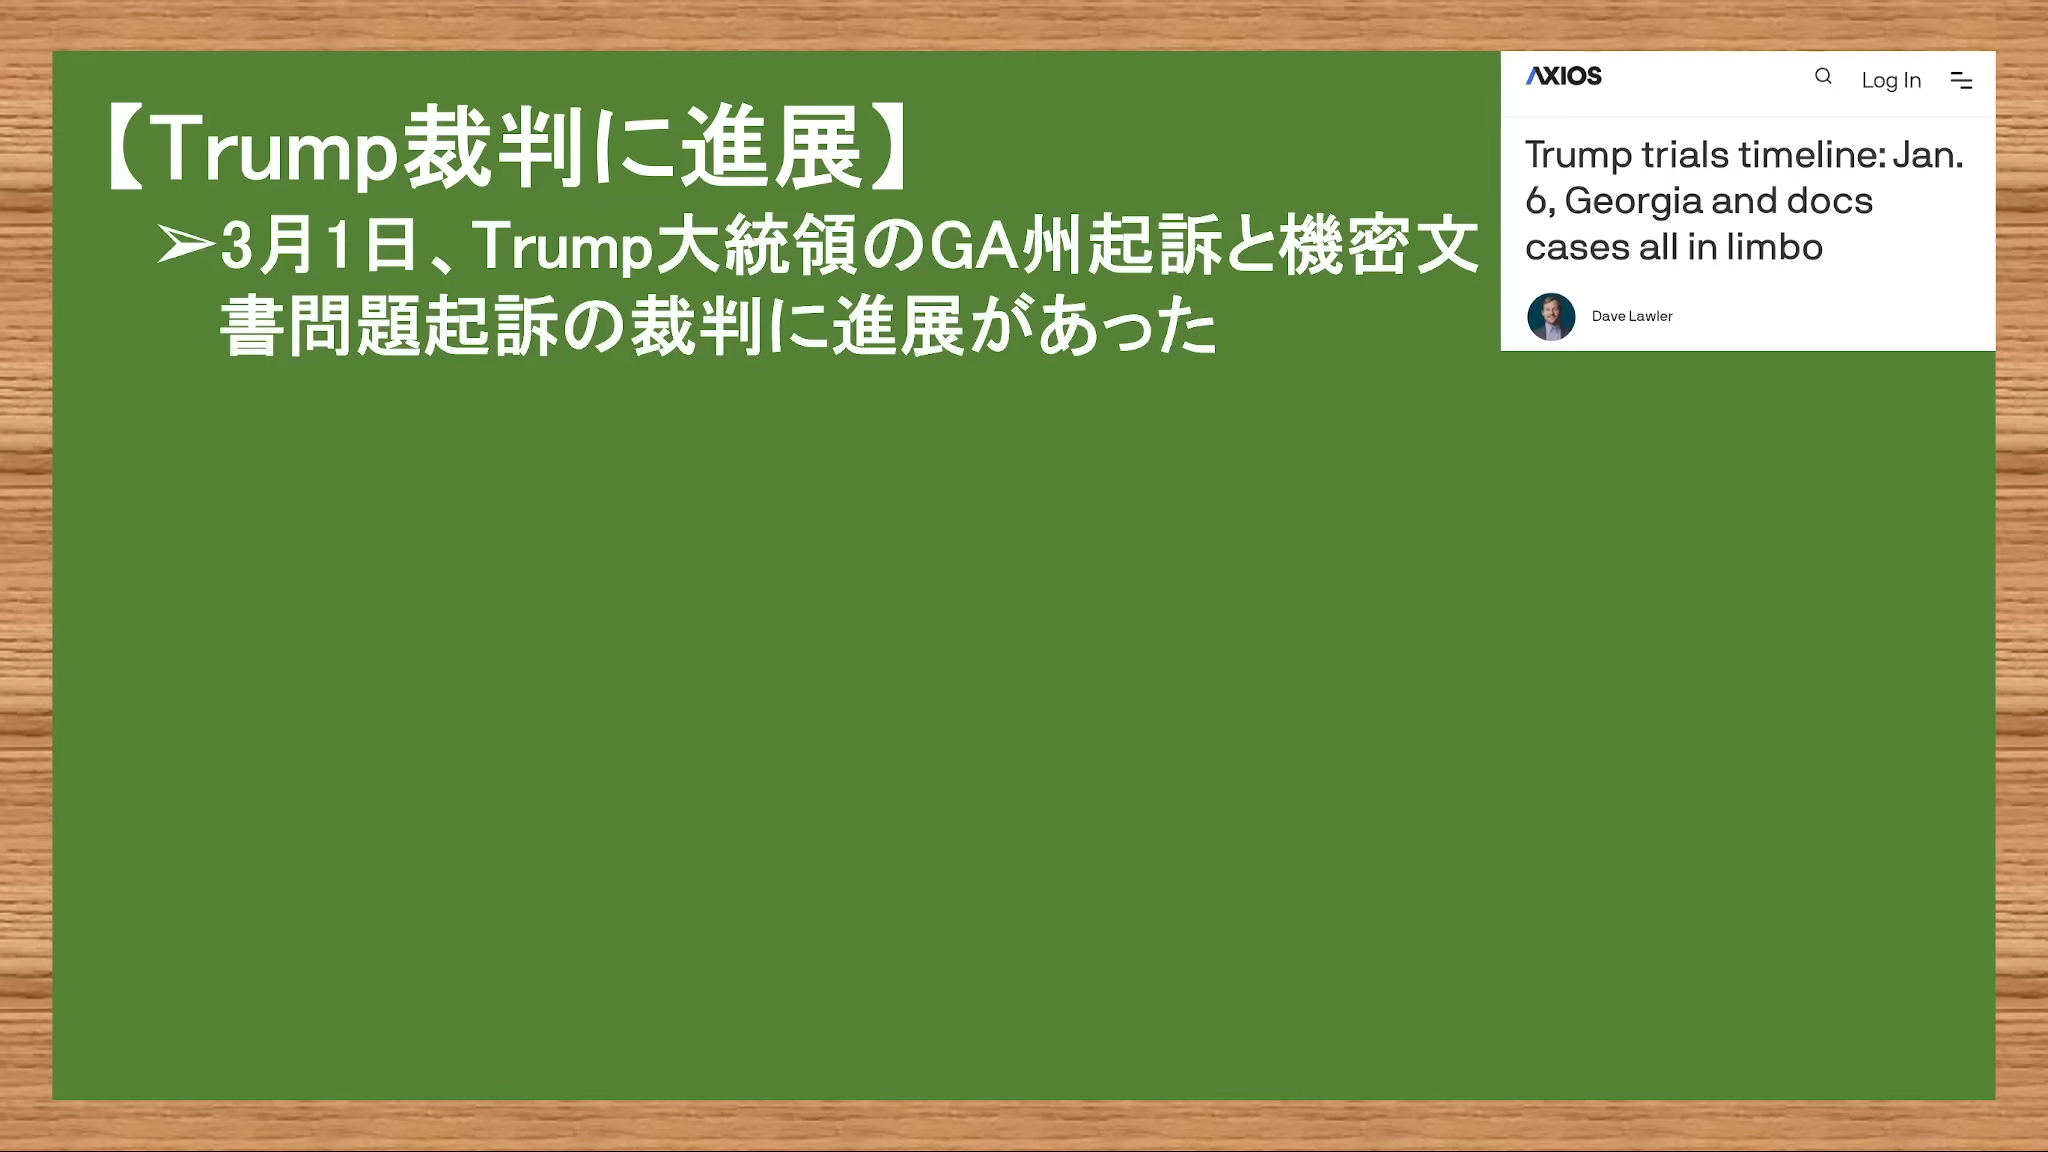 【Trump裁判に進展】
➢3月1日、Trump大統領のGA州起訴と機密文
書問題起訴の裁判に進展があった
AXIOS
Log In
Trump trials timeline: Jan.
6, Georgia and docs
cases all in limbo
Dave Lawler